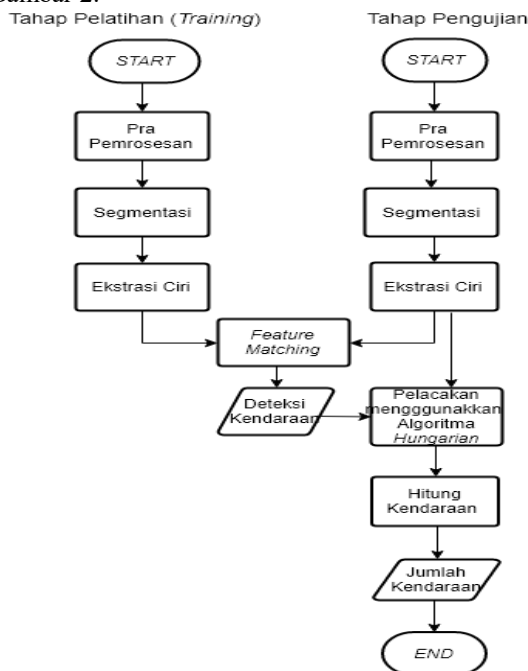 Tahap Pelatihan (Training)
Tahap Pengujian
START
START
Pra
Pemrosesan
Pra
Pemrosesan
Segmentasi
Segmentasi
Ekstrasi Ciri
Ekstrasi Ciri
Feature
Matching
Deteksi
Kendaraan
Pelacakan
mengggunakkan
Algoritma
Hungarian
Hitung
Kendaraan
Jumlah
Kendaraan
END